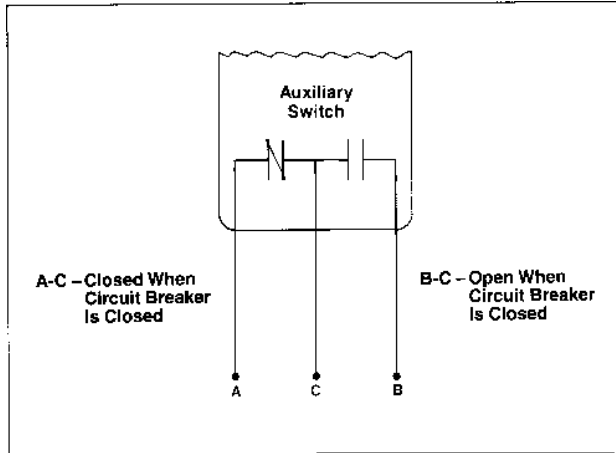 Auxiliary
Switch
A-C – Closed When
Circuit Breaker
Is Closed
B-C – Open When
Circuit Breaker
Is Closed
A
C
B